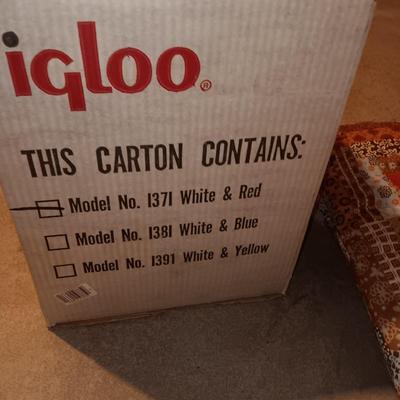 igloo®
THIS CARTON CONTAINS:
Model No. 1371 White & Red
Model No. 1381 White & Blue
Model No. 1391 White & Yellow